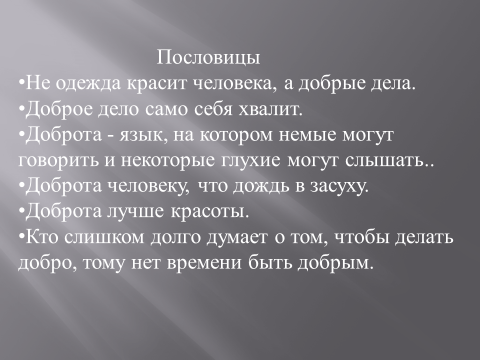 Пословицы
•Не одежда красит человека, а добрые дела.
•Доброе дело само себя хвалит.
•Доброта - язык, на котором немые могут
говорить и некоторые глухие могут слышать..
•Доброта человеку, что дождь в засуху.
•Доброта лучше красоты.
•Кто слишком долго думает о том, чтобы делать
добро, тому нет времени быть добрым.